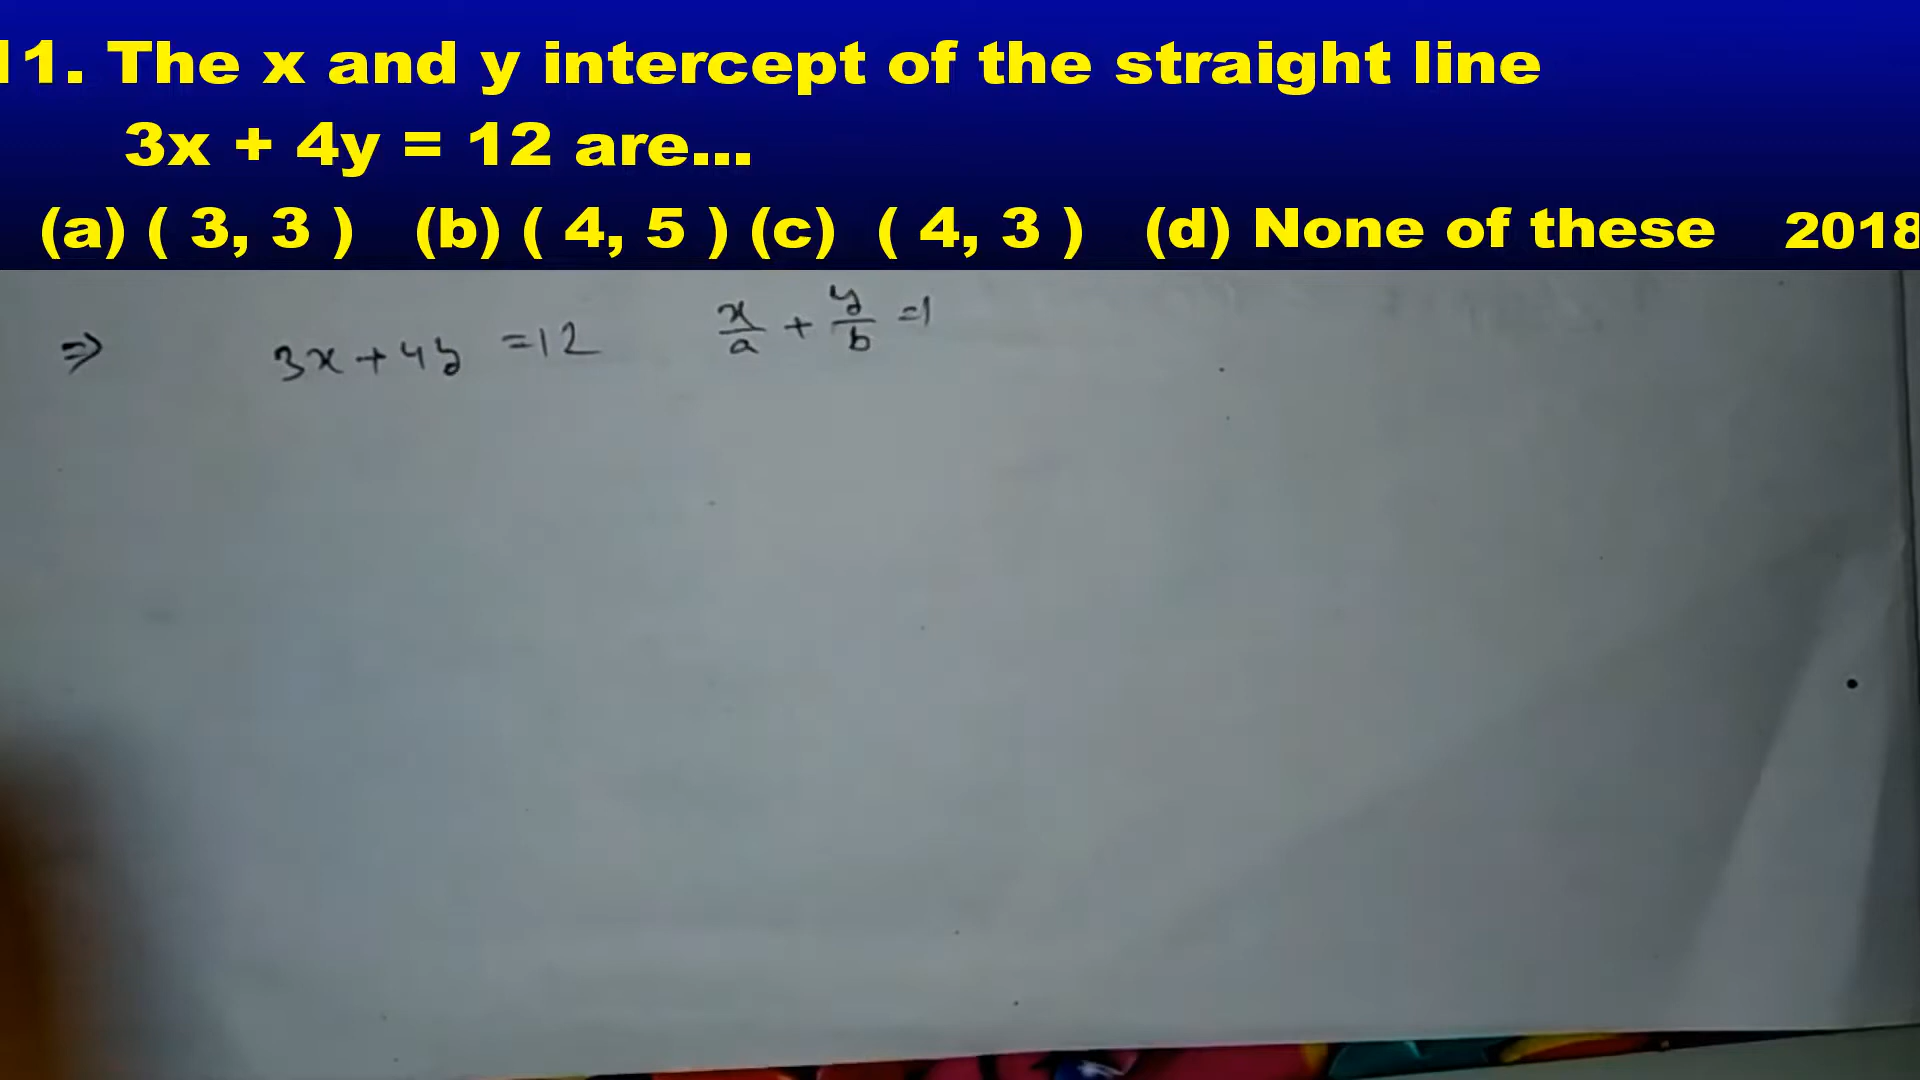 11. The x and y intercept of the straight line
3x + 4y = 12 are...
(a) ( 3, 3 ) (b) ( 4, 5 ) (c) ( 4, 3 ) (d) None of these 2018
⇒ 3x + 4y = 12 x/a + y/b = 1